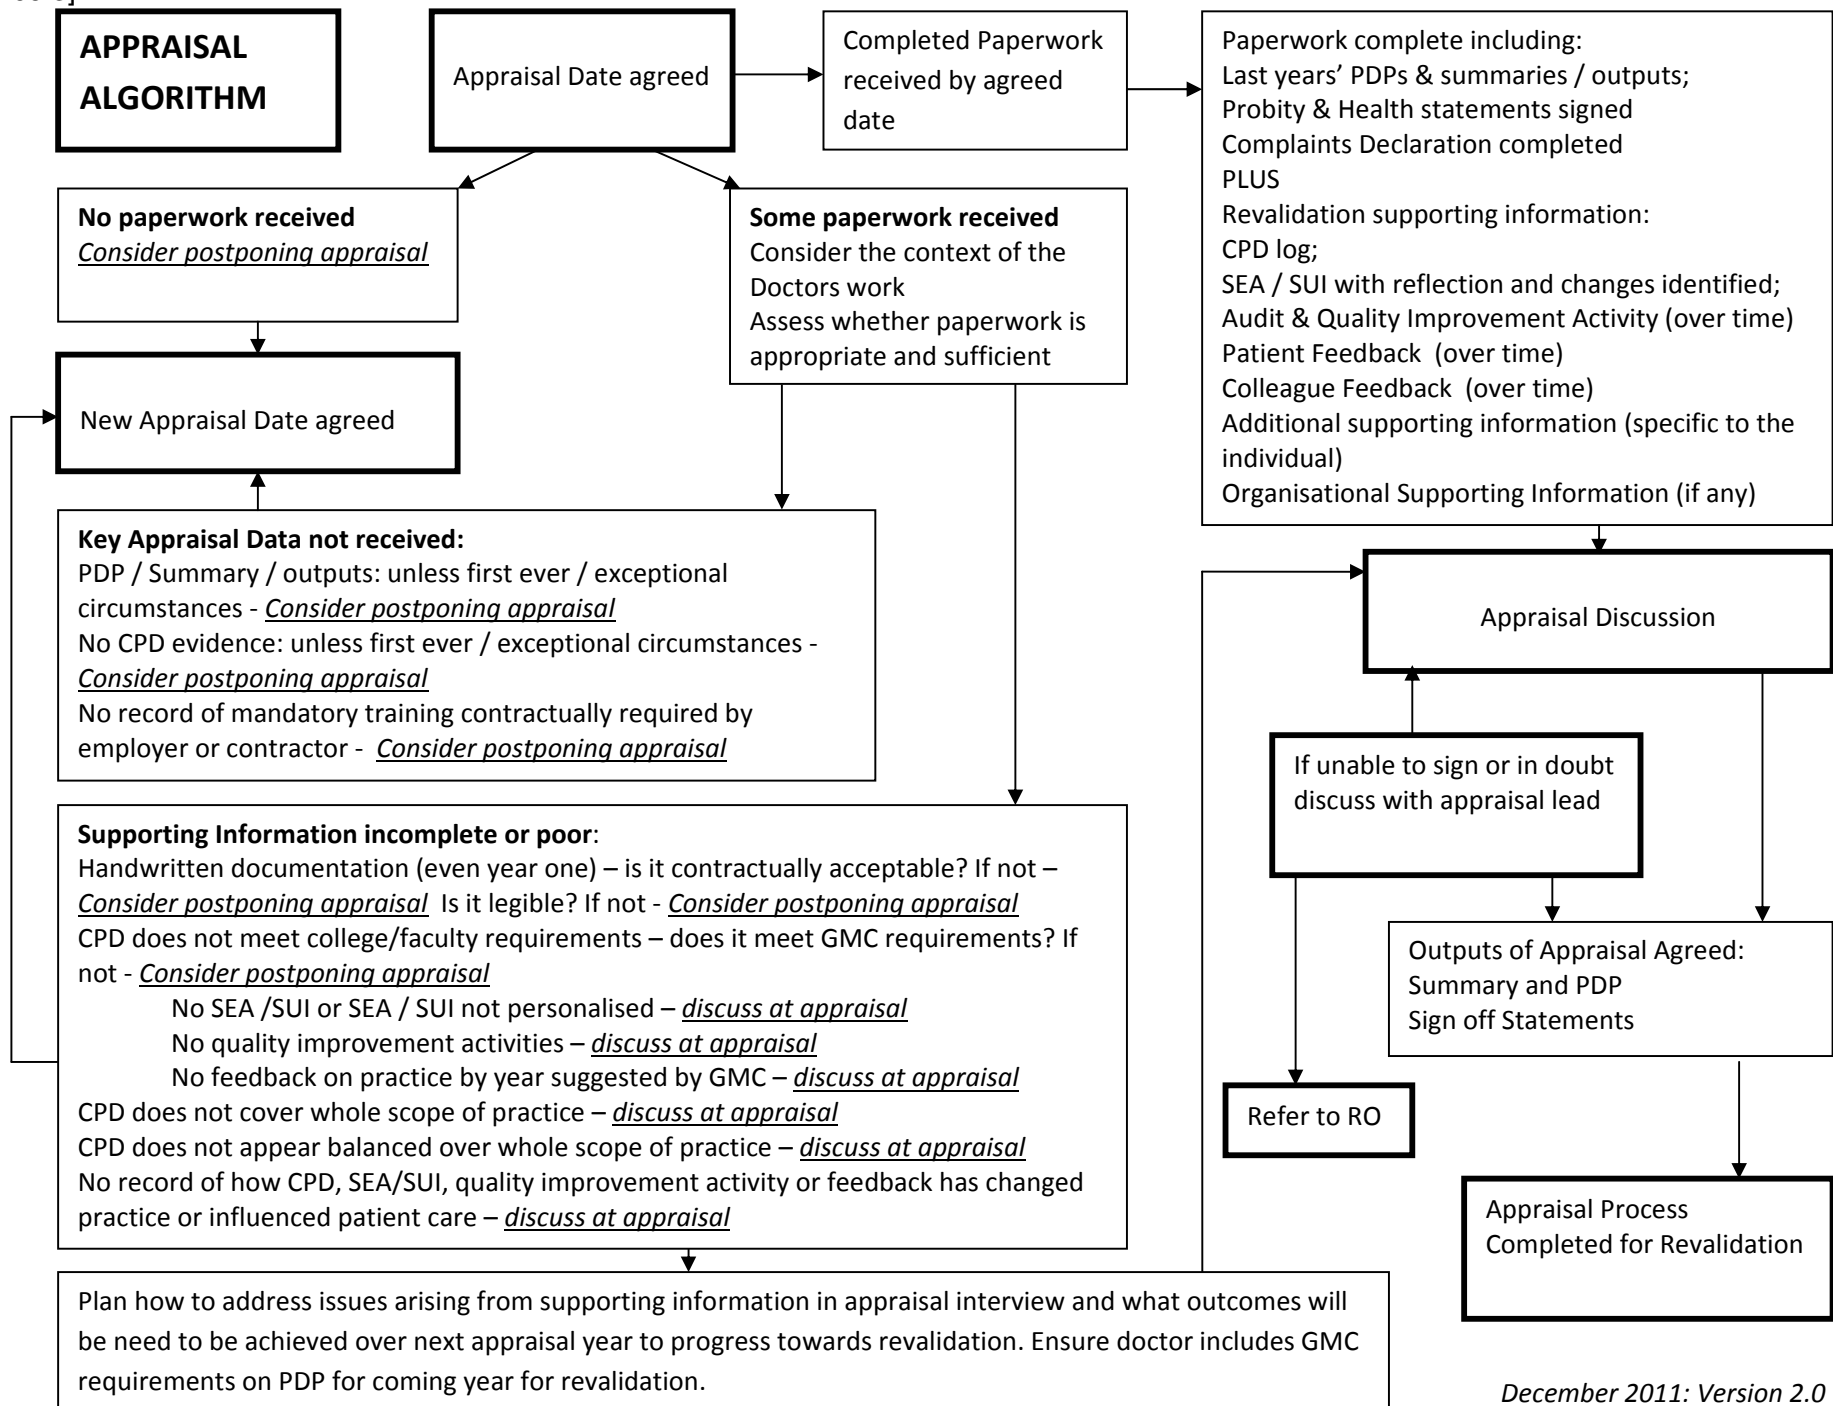 APPRAISAL
ALGORITHM
Appraisal Date agreed
Completed Paperwork
received by agreed
date
Paperwork complete including:
Last years’ PDPs & summaries / outputs;
Probity & Health statements signed
Complaints Declaration completed
PLUS
Revalidation supporting information:
CPD log;
SEA / SUI with reflection and changes identified;
Audit & Quality Improvement Activity (over time)
Patient Feedback (over time)
Colleague Feedback (over time)
Additional supporting information (specific to the
individual)
Organisational Supporting Information (if any)
No paperwork received
Consider postponing appraisal
Some paperwork received
Consider the context of the
Doctors work
Assess whether paperwork is
appropriate and sufficient
New Appraisal Date agreed
Key Appraisal Data not received:
PDP / Summary / outputs: unless first ever / exceptional
circumstances - Consider postponing appraisal
No CPD evidence: unless first ever / exceptional circumstances -
Consider postponing appraisal
No record of mandatory training contractually required by
employer or contractor - Consider postponing appraisal
Appraisal Discussion
If unable to sign or in doubt
discuss with appraisal lead
Supporting Information incomplete or poor:
Handwritten documentation (even year one) – is it contractually acceptable? If not –
Consider postponing appraisal Is it legible? If not - Consider postponing appraisal
CPD does not meet college/faculty requirements – does it meet GMC requirements? If
not - Consider postponing appraisal
No SEA /SUI or SEA / SUI not personalised – discuss at appraisal
No quality improvement activities – discuss at appraisal
No feedback on practice by year suggested by GMC – discuss at appraisal
CPD does not cover whole scope of practice – discuss at appraisal
CPD does not appear balanced over whole scope of practice – discuss at appraisal
No record of how CPD, SEA/SUI, quality improvement activity or feedback has changed
practice or influenced patient care – discuss at appraisal
Outputs of Appraisal Agreed:
Summary and PDP
Sign off Statements
Refer to RO
Appraisal Process
Completed for Revalidation
Plan how to address issues arising from supporting information in appraisal interview and what outcomes will
be need to be achieved over next appraisal year to progress towards revalidation. Ensure doctor includes GMC
requirements on PDP for coming year for revalidation.
December 2011: Version 2.0